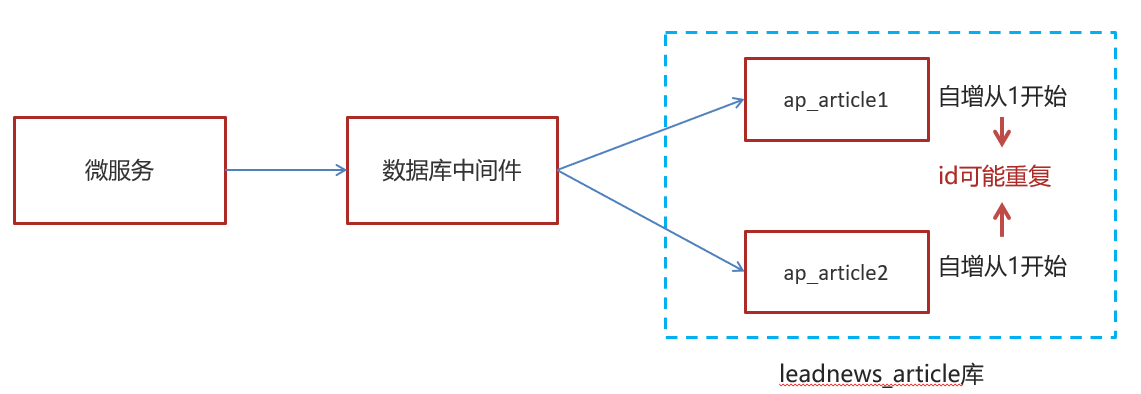 微服务
数据库中间件
ap_article1
自增从1开始
id可能重复
ap_article2
自增从1开始
leadnews_article库